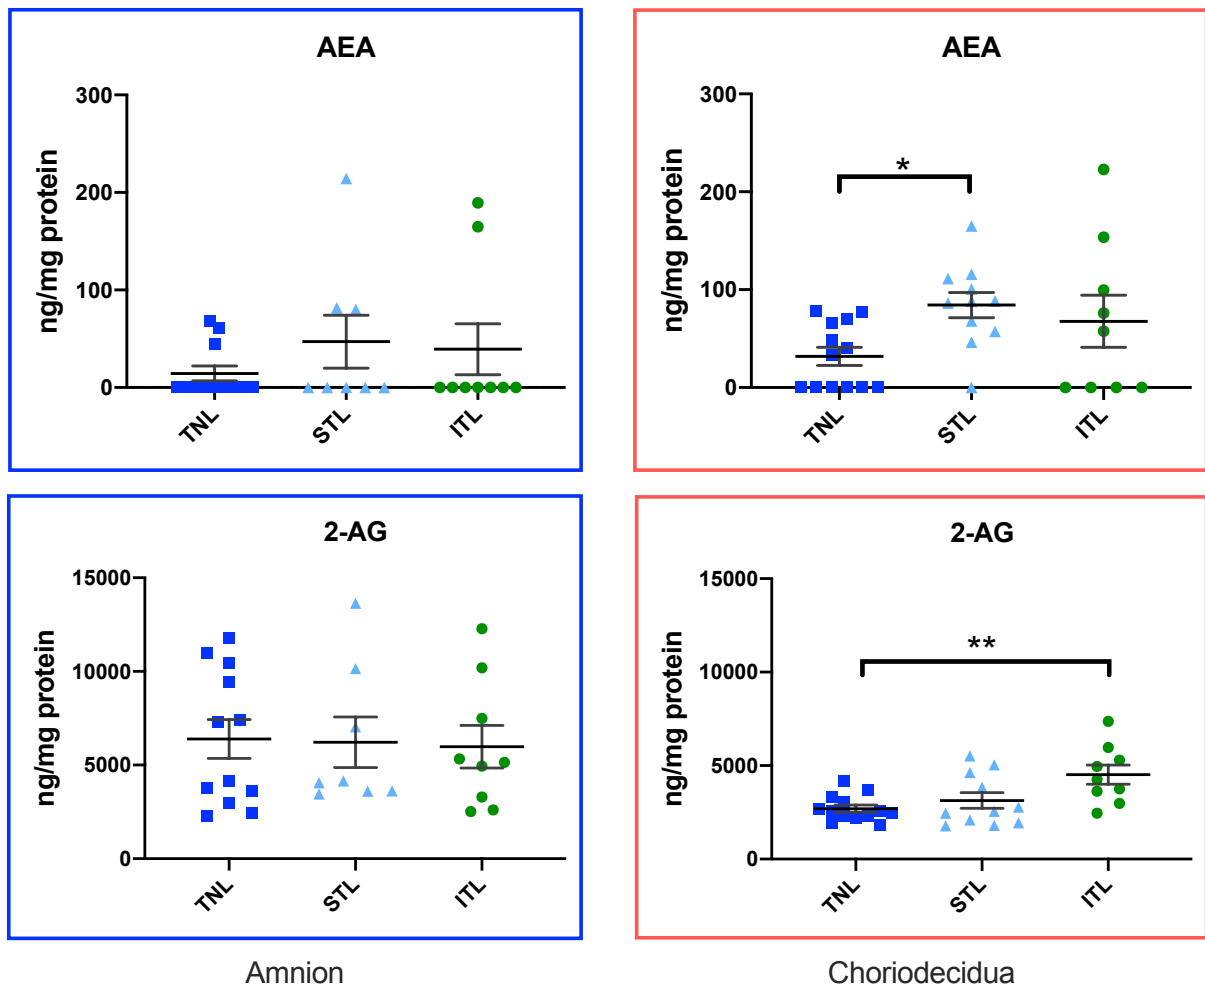 AEA
300
200
100
0
ng/mg protein
TNL
STL
ITL
AEA
*
300
200
100
0
ng/mg protein
TNL
STL
ITL
2-AG
15000
10000
5000
0
ng/mg protein
TNL
STL
ITL
2-AG
**
15000
10000
5000
0
ng/mg protein
TNL
STL
ITL
Amnion
Choriodecidua